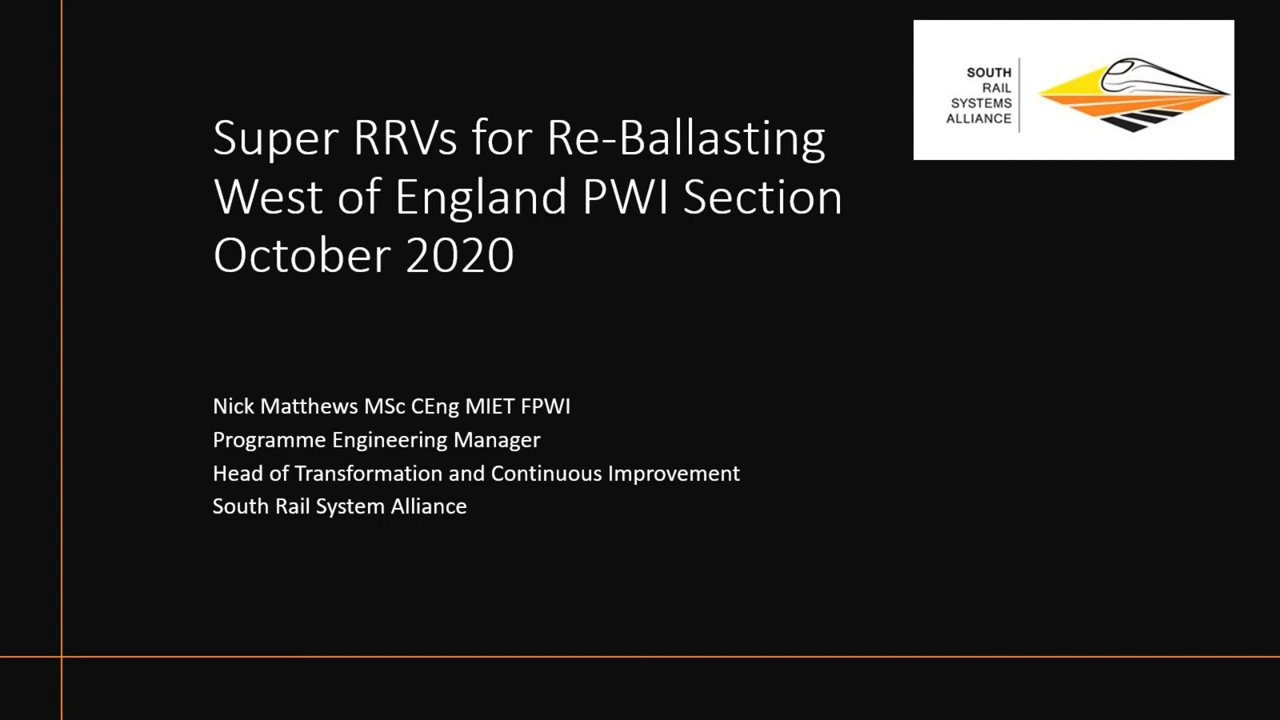 Super RRVs for Re-Ballasting
West of England PWI Section
October 2020
SOUTH
RAIL
SYSTEMS
ALLIANCE
Nick Matthews MSc CEng MIET FPWI
Programme Engineering Manager
Head of Transformation and Continuous Improvement
South Rail System Alliance